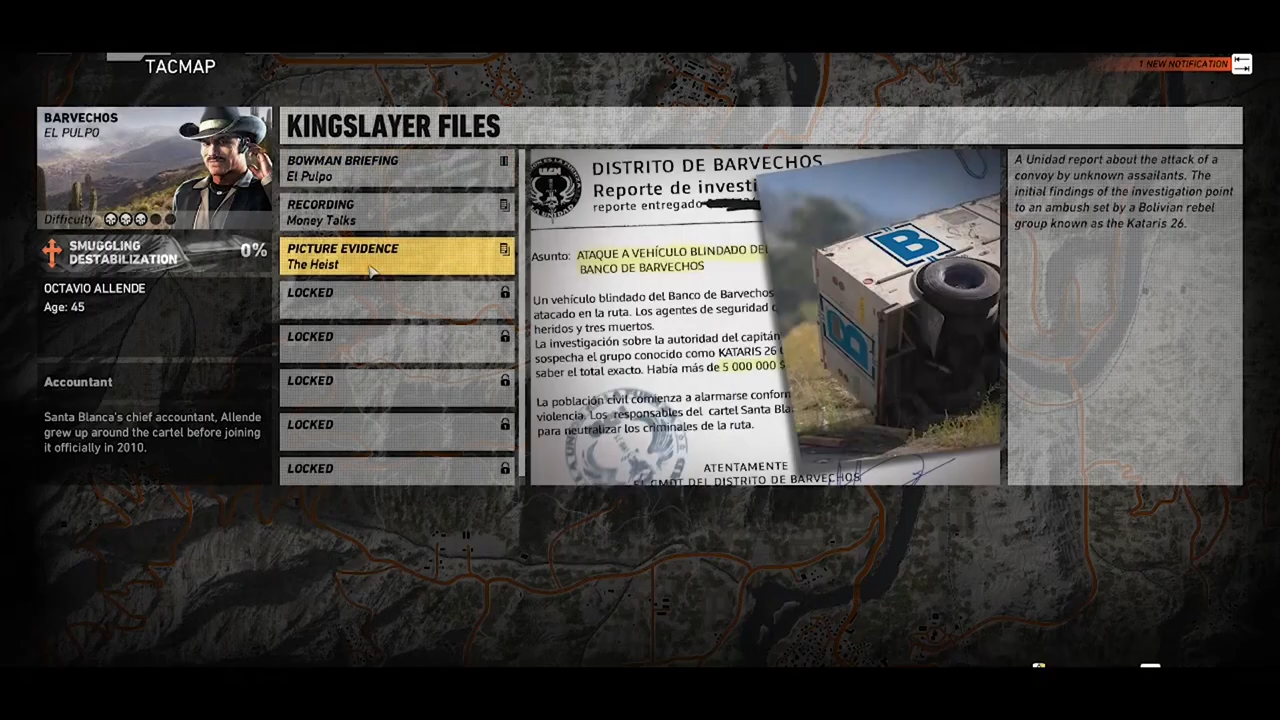 TACMAP
1 NEW NOTIFICATION
BARVECHOS
EL PULPO
Difficulty
SMUGGLING
DESTABILIZATION
0%
OCTAVIO ALLENDE
Age: 45
Accountant
Santa Blanca's chief accountant, Allende
grew up around the cartel before joining
it officially in 2010.
KINGSLAYER FILES
BOWMAN BRIEFING
El Pulpo
RECORDING
Money Talks
PICTURE EVIDENCE
The Heist
LOCKED
LOCKED
LOCKED
LOCKED
LOCKED
DISTRITO DE BARVECHOS
Reporte de investi
reporte entregado
Asunto: ATAQUE A VEHÍCULO BLINDADO DEL
BANCO DE BARVECHOS
Un vehículo blindado del Banco de Barvechos
atacado en la ruta. Los agentes de seguridad
heridos y tres muertos.
La investigación sobre la autoridad del capitán
sospecha el grupo conocido como KATARIS 26
saber el total exacto. Había más de 5 000 000 $
La población civil comienza a alarmarse conform
violencia. Los responsables del cartel Santa Bla
para neutralizar los criminales de la ruta.
ATENTAMENTE
EL CMDT DEL DISTRITO DE BARVECHOS
B
B
A Unidad report about the attack of a
convoy by unknown assailants. The
initial findings of the investigation point
to an ambush set by a Bolivian rebel
group known as the Kataris 26.